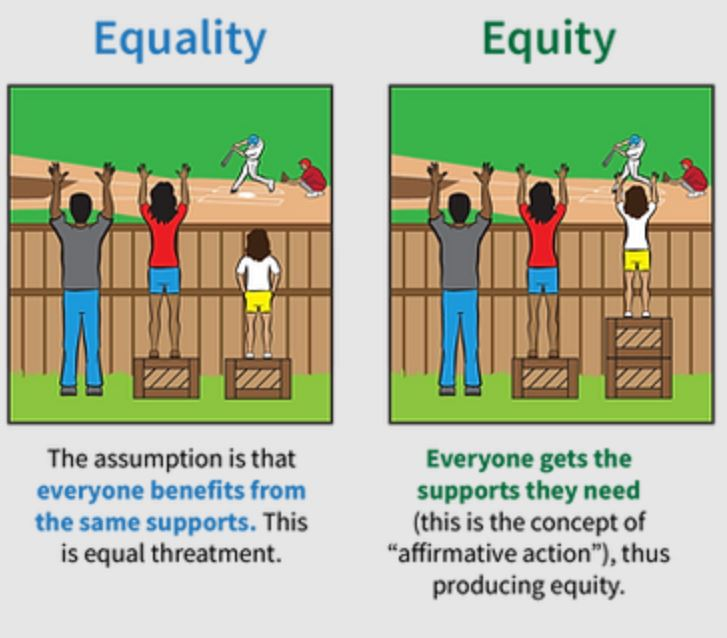 Equality
The assumption is that
everyone benefits from
the same supports. This
is equal threatment.
Equity
Everyone gets the
supports they need
(this is the concept of
“affirmative action”), thus
producing equity.